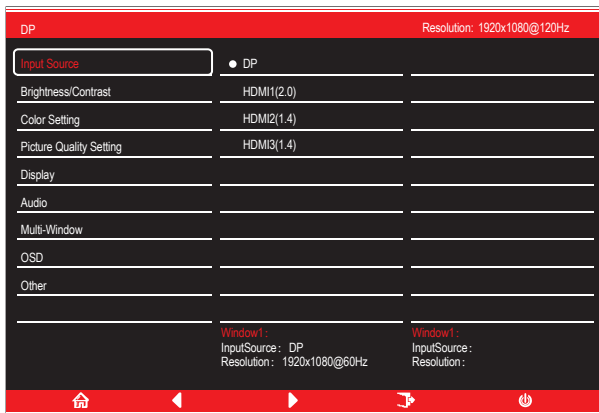 DP Resolution: 1920x1080@120Hz
Input Source DP
Brightness/Contrast HDMI1(2.0)
Color Setting HDMI2(1.4)
Picture Quality Setting HDMI3(1.4)
Display
Audio
Multi-Window
OSD
Other
Window1: Window1:
InputSource: DP InputSource:
Resolution: 1920x1080@60Hz Resolution: